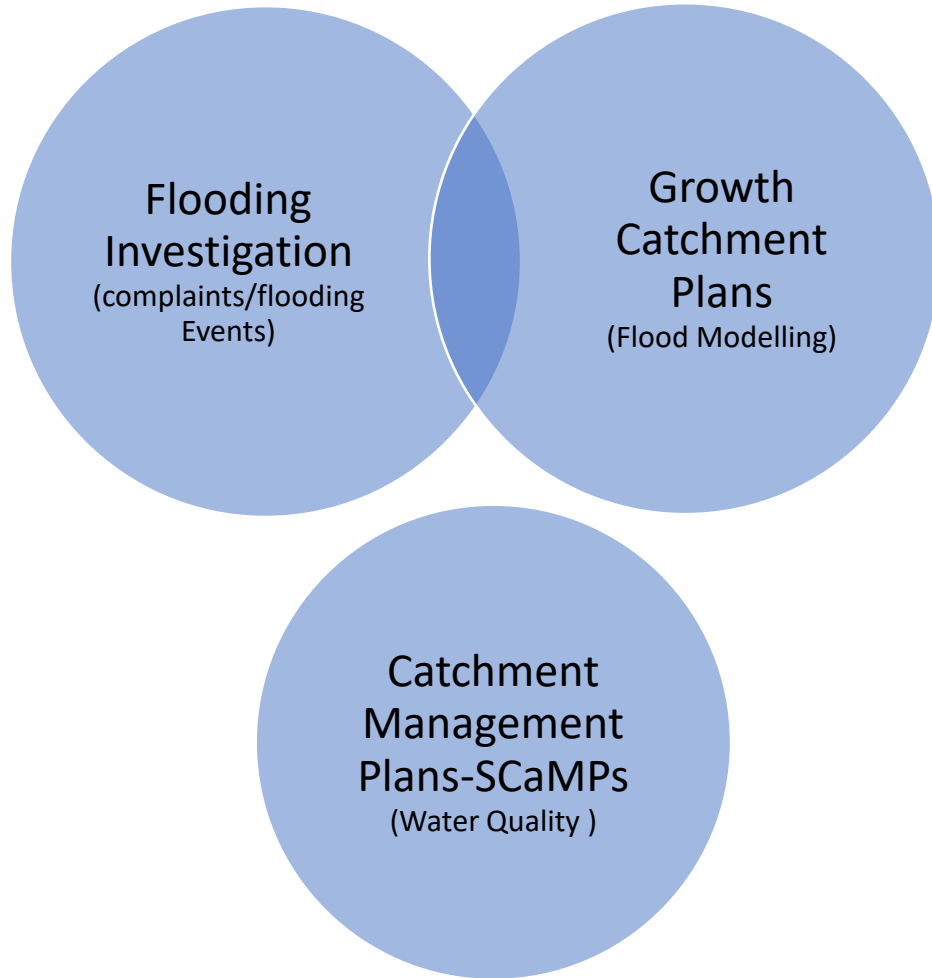 Flooding
Investigation
(complaints/flooding
Events)
Growth
Catchment
Plans
(Flood Modelling)
Catchment
Management
Plans-SCaMPs
(Water Quality )